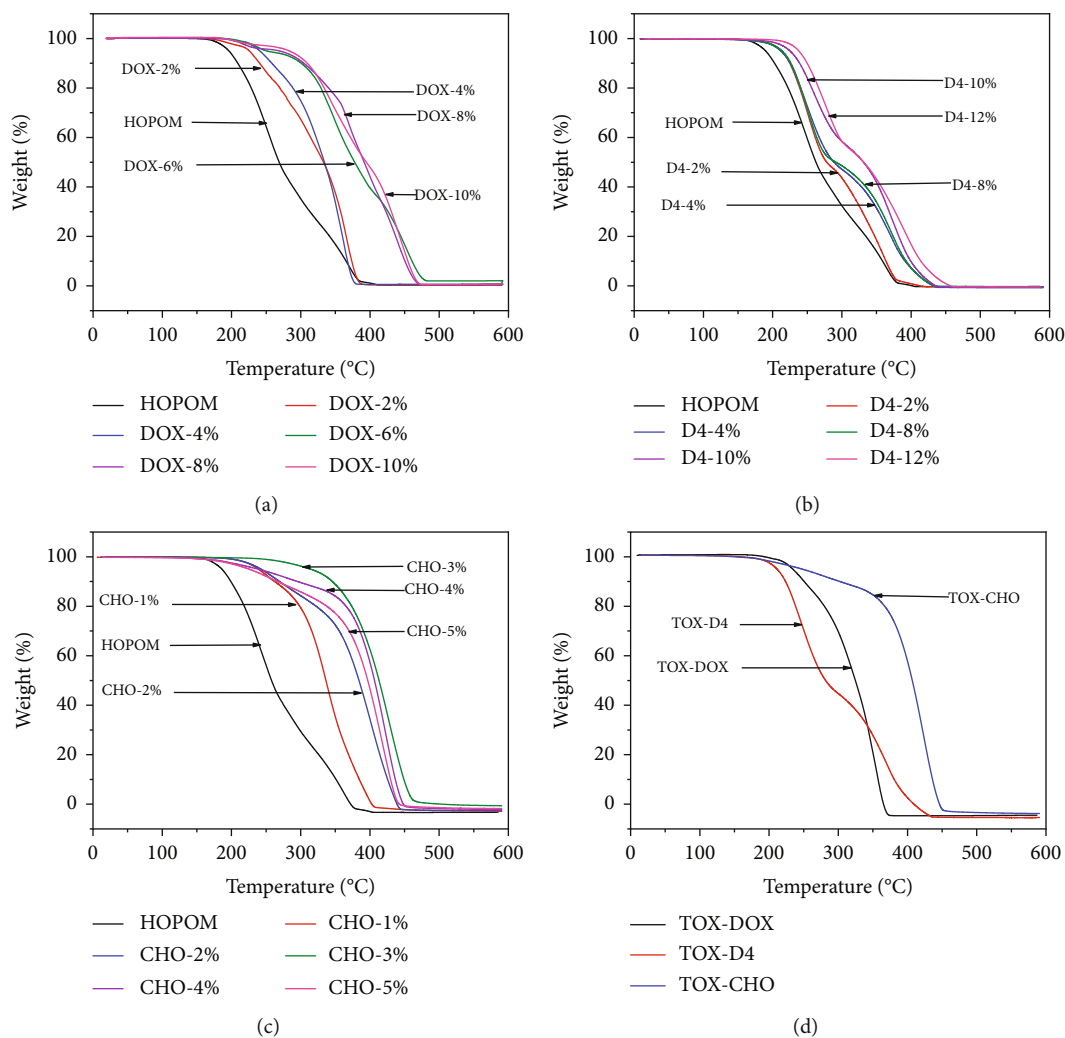 100
80
60
40
20
0
Weight (%)
DOX-2%
HOPOM
DOX-6%
DOX-4%
DOX-8%
DOX-10%
0 100 200 300 400 500 600
Temperature (°C)
HOPOM DOX-2%
DOX-4% DOX-6%
DOX-8% DOX-10%
(a)
100
80
60
40
20
0
Weight (%)
HOPOM
D4-2%
D4-4%
D4-10%
D4-12%
D4-8%
0 100 200 300 400 500 600
Temperature (°C)
HOPOM D4-2%
D4-4% D4-8%
D4-10% D4-12%
(b)
100
80
60
40
20
0
Weight (%)
CHO-1%
HOPOM
CHO-2%
CHO-3%
CHO-4%
CHO-5%
0 100 200 300 400 500 600
Temperature (°C)
HOPOM CHO-1%
CHO-2% CHO-3%
CHO-4% CHO-5%
(c)
100
80
60
40
20
0
Weight (%)
TOX-D4
TOX-DOX
TOX-CHO
0 100 200 300 400 500 600
Temperature (°C)
TOX-DOX
TOX-D4
TOX-CHO
(d)